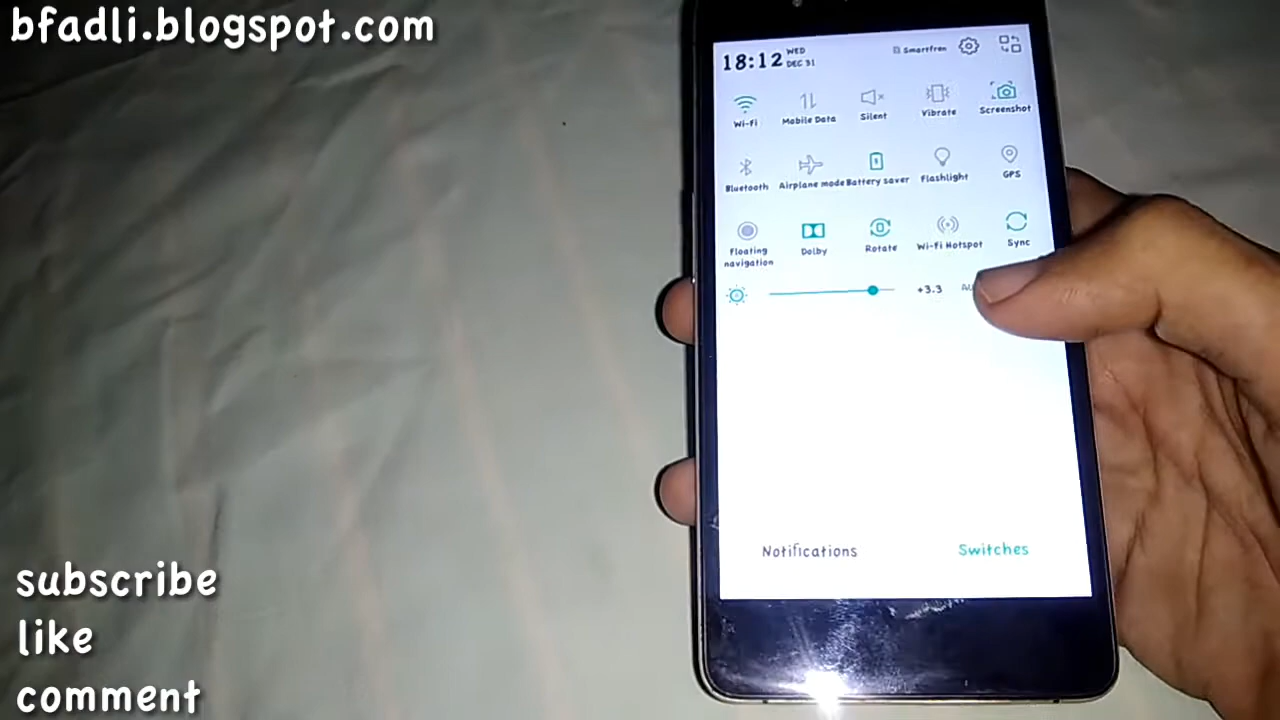 bfadli.blogspot.com
18:12 WED DEC 31 Smartfren
Wi-Fi Mobile Data Silent Vibrate Screenshot
Bluetooth Airplane mode Battery saver Flashlight GPS
Floating navigation Dolby Rotate Wi-Fi Hotspot Sync
+3.3
Notifications Switches
subscribe
like
comment